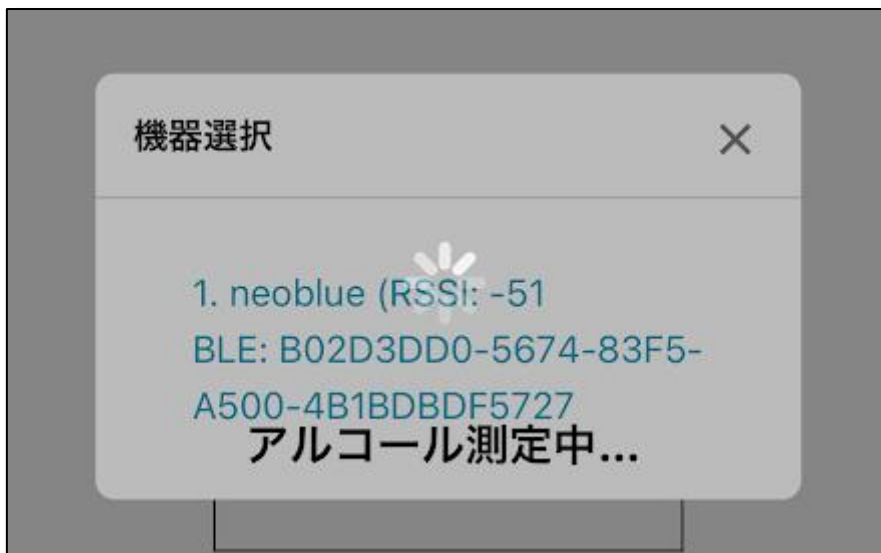 機器選択
1. neoblue (RSSI: -51
BLE: B02D3DD0-5674-83F5-
A500-4B1BDBDF5727
アルコール測定中...